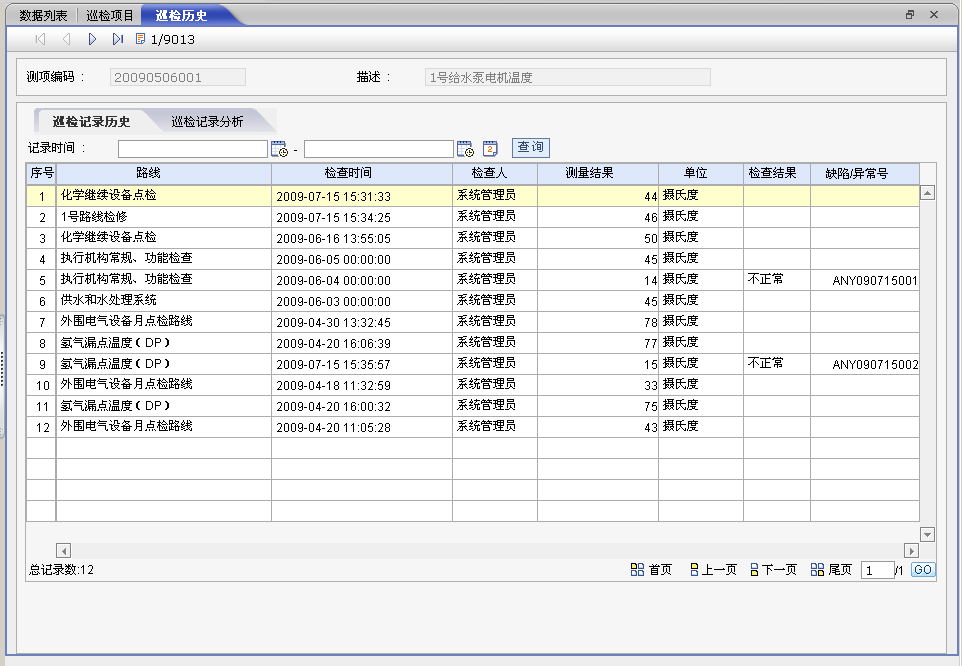 数据列表 巡检项目 巡检历史
1/9013
测项编码： 20090506001 描述： 1号给水泵电机温度
巡检记录历史 巡检记录分析
记录时间： - 2 查询
序号 路线 检查时间 检查人 测量结果 单位 检查结果 缺陷/异常号
1 化学继续设备点检 2009-07-15 15:31:33 系统管理员 44 摄氏度
2 1号路线检修 2009-07-15 15:34:25 系统管理员 46 摄氏度
3 化学继续设备点检 2009-06-16 13:55:05 系统管理员 50 摄氏度
4 执行机构常规、功能检查 2009-06-05 00:00:00 系统管理员 45 摄氏度
5 执行机构常规、功能检查 2009-06-04 00:00:00 系统管理员 14 摄氏度 不正常 ANY090715001
6 供水和水处理系统 2009-06-03 00:00:00 系统管理员 45 摄氏度
7 外围电气设备月点检路线 2009-04-30 13:32:45 系统管理员 78 摄氏度
8 氢气漏点温度（DP） 2009-04-20 16:06:39 系统管理员 77 摄氏度
9 氢气漏点温度（DP） 2009-07-15 15:35:57 系统管理员 15 摄氏度 不正常 ANY090715002
10 外围电气设备月点检路线 2009-04-18 11:32:59 系统管理员 33 摄氏度
11 氢气漏点温度（DP） 2009-04-20 16:00:32 系统管理员 75 摄氏度
12 外围电气设备月点检路线 2009-04-20 11:05:28 系统管理员 43 摄氏度
总记录数:12 首页 上一页 下一页 尾页 1 /1 GO